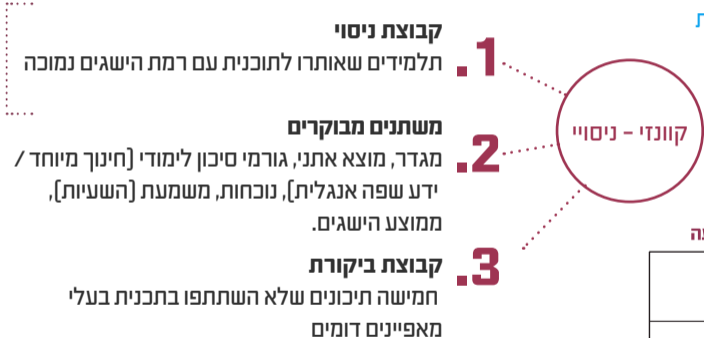 קוונזי - ניסויי
1.
קבוצת ניסוי
תלמידים שאותרו לתוכנית עם רמת הישגים נמוכה
2.
משתנים מבוקרים
מגדר, מוצא אתני, גורמי סיכון לימודי (חינוך מיוחד /
ידע שפה אנגלית), נוכחות, משמעת (השעיות),
ממוצע הישגים.
3.
קבוצת ביקורת
חמישה תיכונים שלא השתתפו בתכנית בעלי
מאפיינים דומים